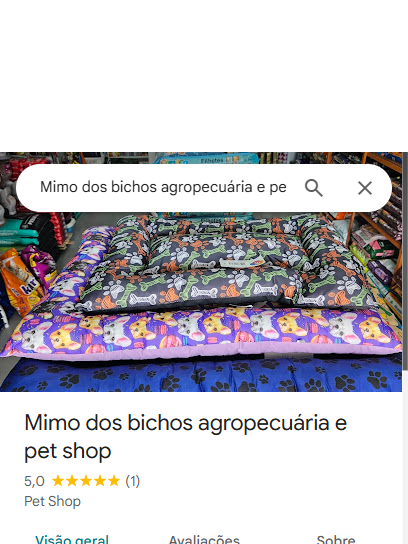 Filhotes
Mimo dos bichos agropecuária e pe
Mimo dos bichos agropecuária e
pet shop
5,0 (1)
Pet Shop
Visão geral Avaliações Sobre